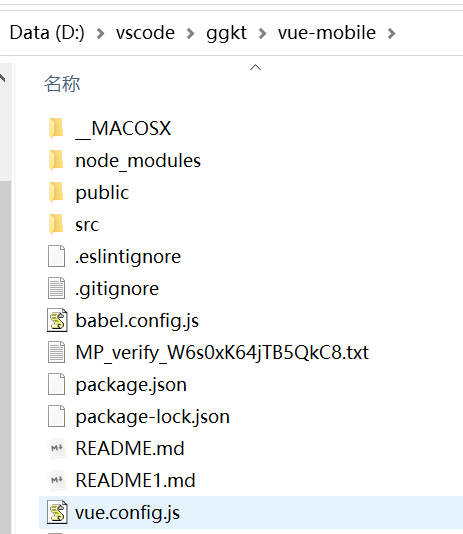 Data (D:) > vscode > ggkt > vue-mobile >
名称
__MACOSX
node_modules
public
src
.eslintignore
.gitignore
babel.config.js
MP_verify_W6s0xK64jTB5QkC8.txt
package.json
package-lock.json
README.md
README1.md
vue.config.js